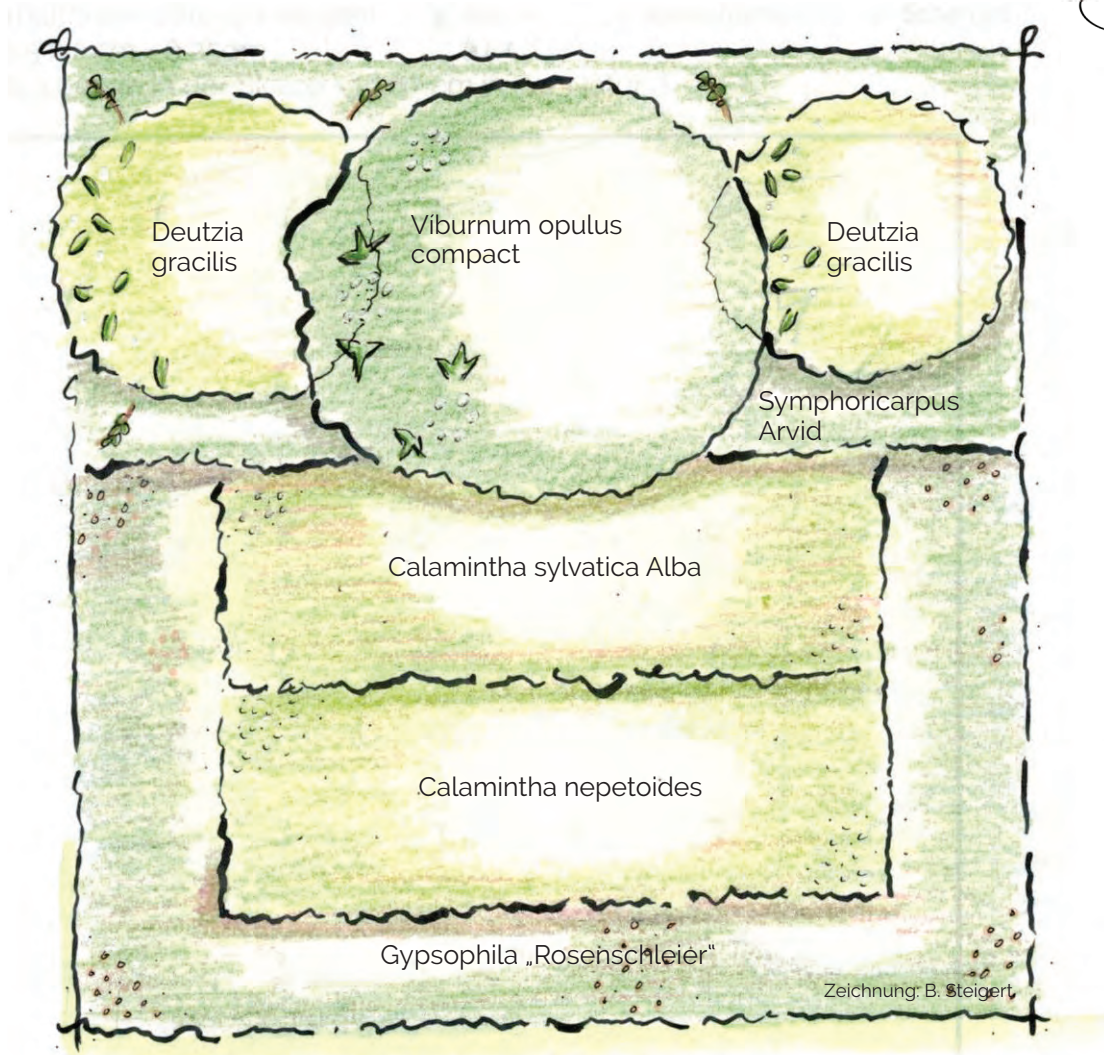 Deutzia
gracilis
Viburnum opulus
compact
Deutzia
gracilis
Symphoricarpus
Arvid
Calamintha sylvatica Alba
Calamintha nepetoides
Gypsophila „Rosenschleier“
Zeichnung: B. Steigert